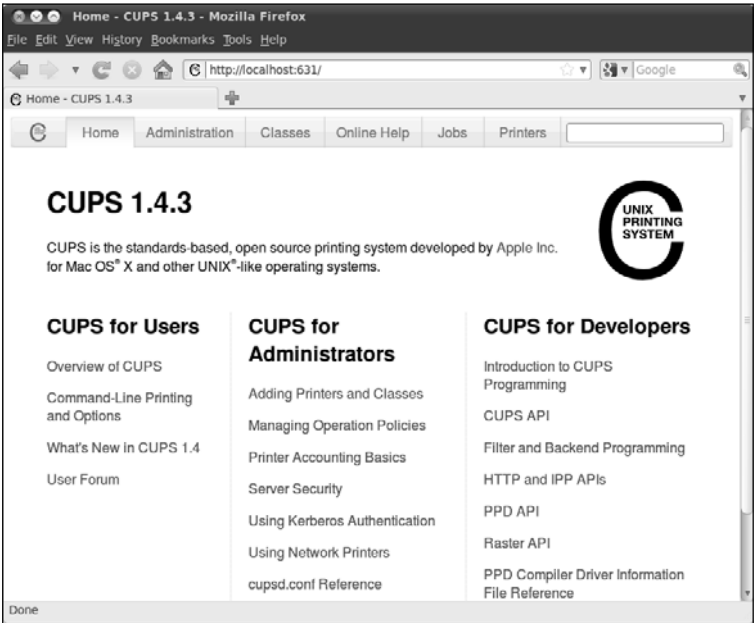 Home - CUPS 1.4.3 - Mozilla Firefox
File Edit View History Bookmarks Tools Help
http://localhost:631/
Google
Home - CUPS 1.4.3
Home Administration Classes Online Help Jobs Printers
CUPS 1.4.3
CUPS is the standards-based, open source printing system developed by Apple Inc.
for Mac OS® X and other UNIX®-like operating systems.
UNIX
PRINTING
SYSTEM
CUPS for Users
Overview of CUPS
Command-Line Printing
and Options
What's New in CUPS 1.4
User Forum
CUPS for
Administrators
Adding Printers and Classes
Managing Operation Policies
Printer Accounting Basics
Server Security
Using Kerberos Authentication
Using Network Printers
cupsd.conf Reference
CUPS for Developers
Introduction to CUPS
Programming
CUPS API
Filter and Backend Programming
HTTP and IPP APIs
PPD API
Raster API
PPD Compiler Driver Information
File Reference
Done